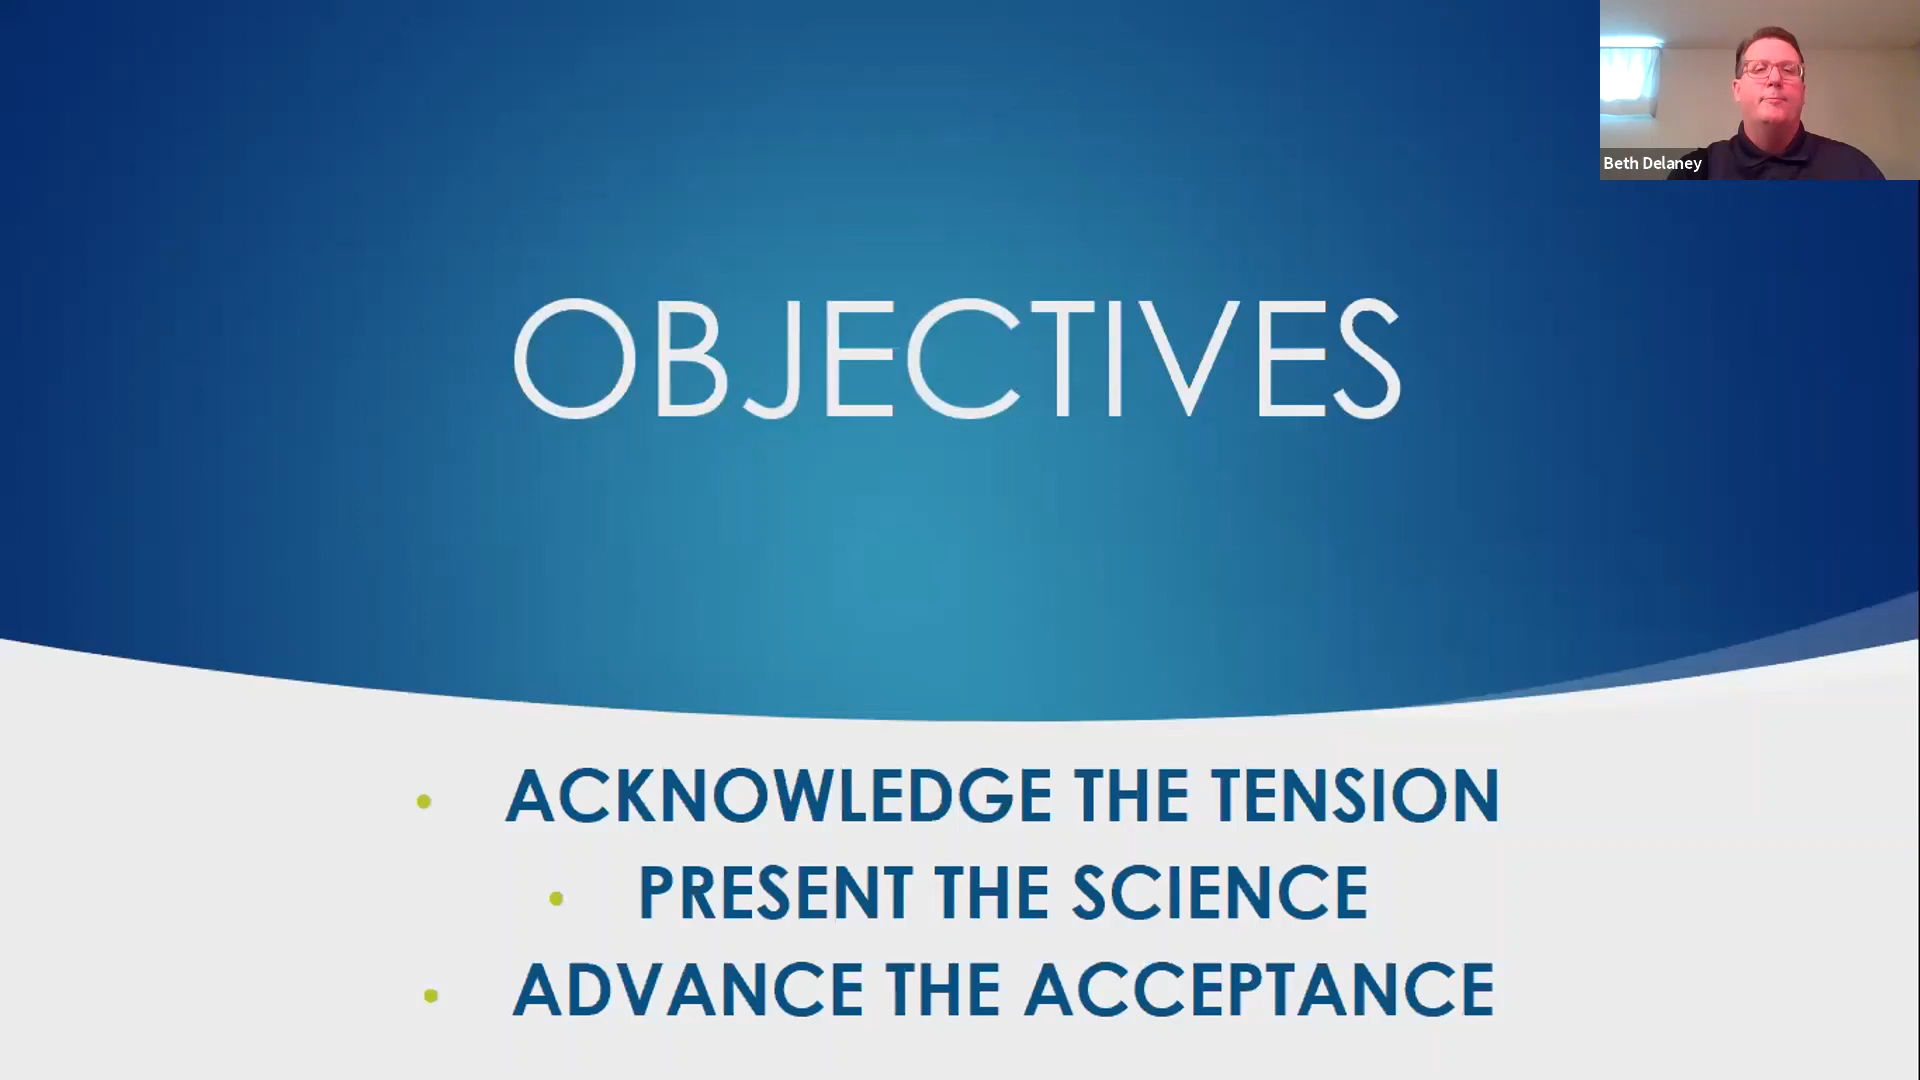 Beth Delaney
OBJECTIVES
• ACKNOWLEDGE THE TENSION
• PRESENT THE SCIENCE
• ADVANCE THE ACCEPTANCE